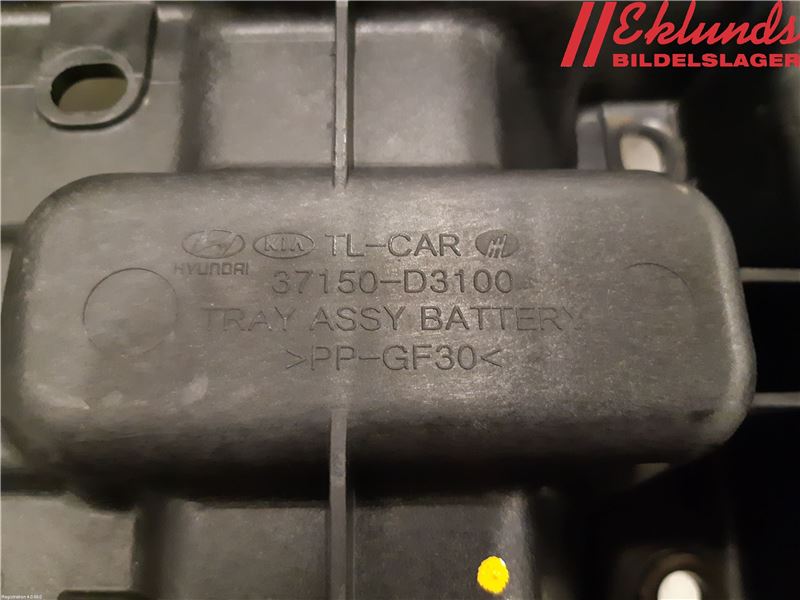 Eklunds
BILDELSLAGER
KIA TL-CAR
HYUNDAI
37150-D3100
TRAY ASSY BATTERY
>PP-GF30<